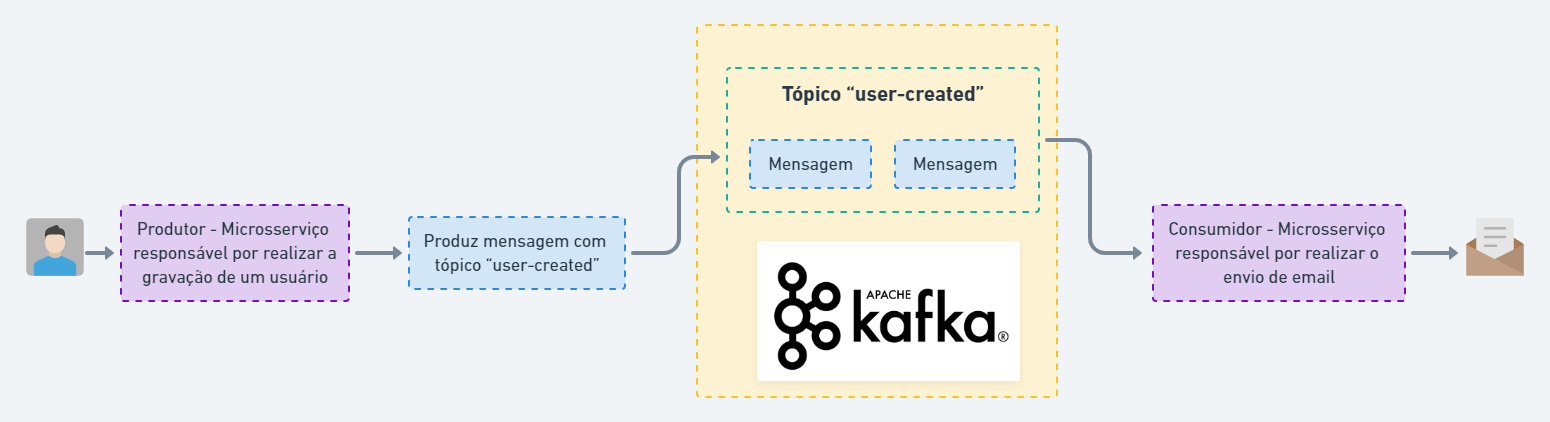 Produtor - Microsserviço
responsável por realizar a
gravação de um usuário
Produz mensagem com
tópico “user-created”
Tópico “user-created”
Mensagem
Mensagem
APACHE
kafka®
Consumidor - Microsserviço
responsável por realizar o
envio de email